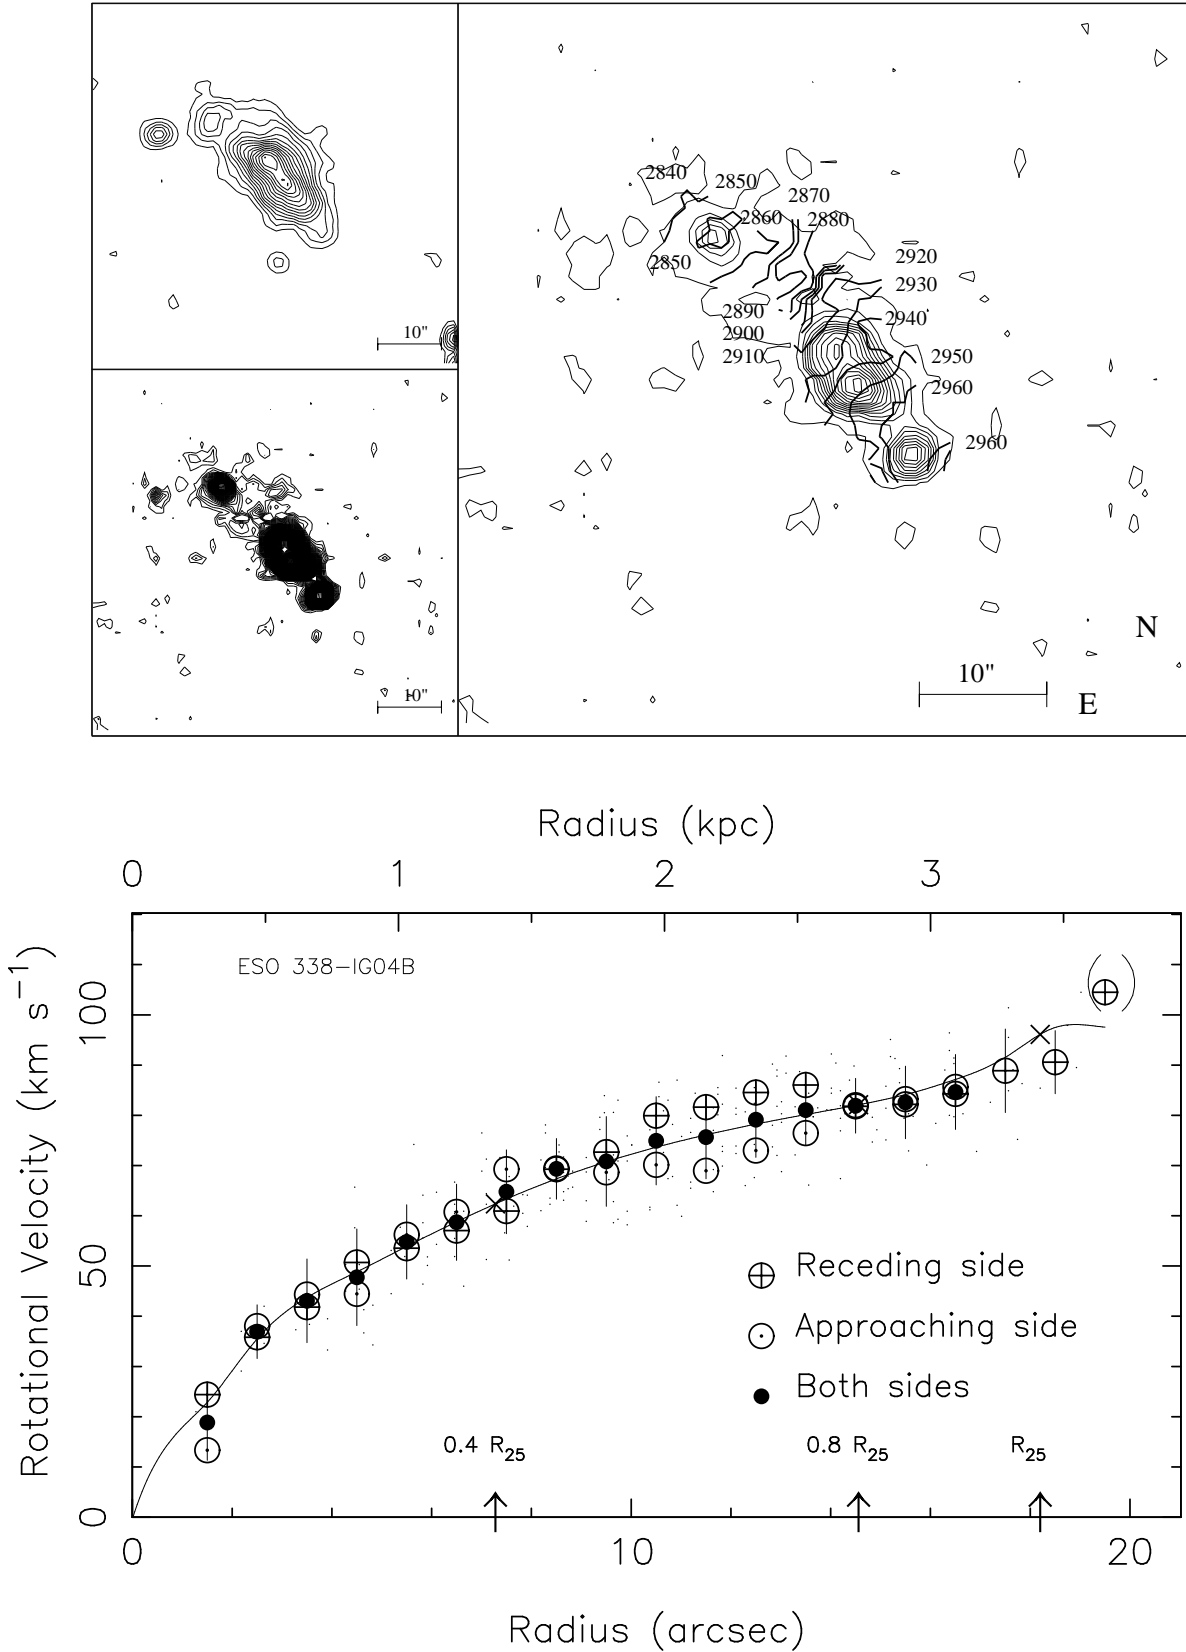 10"
10"
2840
2850
2870
2860
2880
2850
2920
2930
2890
2940
2900
2910
2950
2960
2960
N
10"
E
Radius (kpc)
0 1 2 3
Rotational Velocity (km s−1)
ESO 338−IG04B
100
50
0
Receding side
Approaching side
Both sides
0.4 R25
0.8 R25
R25
0 10 20
Radius (arcsec)